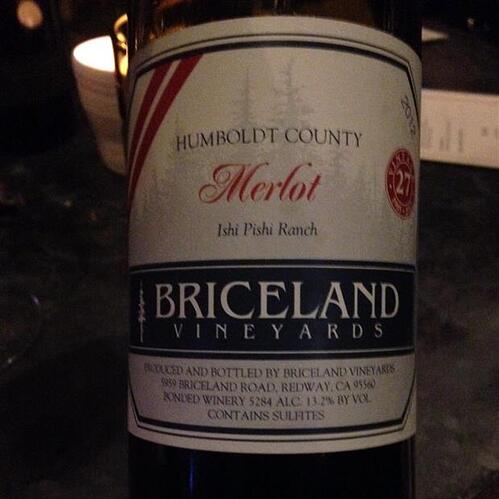 2012
HUMBOLDT COUNTY
Merlot
27
Ishi Pishi Ranch
BRICELAND
VINEYARDS
PRODUCED AND BOTTLED BY BRICELAND VINEYARDS
5959 BRICELAND ROAD, REDWAY, CA 95560
BONDED WINERY 5284 ALC. 13.2% BY VOL
CONTAINS SULFITES